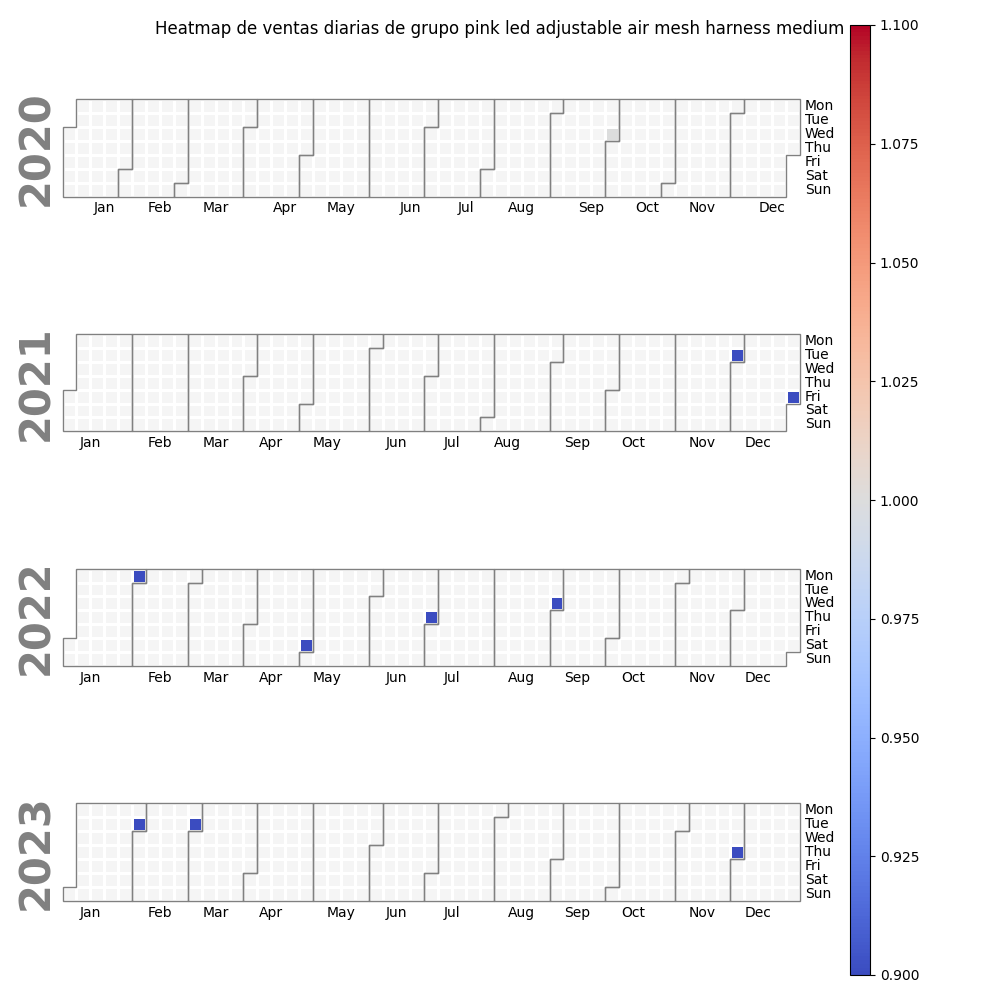 Heatmap de ventas diarias de grupo pink led adjustable air mesh harness medium
2020
Mon
Tue
Wed
Thu
Fri
Sat
Sun
Jan Feb Mar Apr May Jun Jul Aug Sep Oct Nov Dec
2021
Mon
Tue
Wed
Thu
Fri
Sat
Sun
Jan Feb Mar Apr May Jun Jul Aug Sep Oct Nov Dec
2022
Mon
Tue
Wed
Thu
Fri
Sat
Sun
Jan Feb Mar Apr May Jun Jul Aug Sep Oct Nov Dec
2023
Mon
Tue
Wed
Thu
Fri
Sat
Sun
Jan Feb Mar Apr May Jun Jul Aug Sep Oct Nov Dec
1.100
1.075
1.050
1.025
1.000
0.975
0.950
0.925
0.900